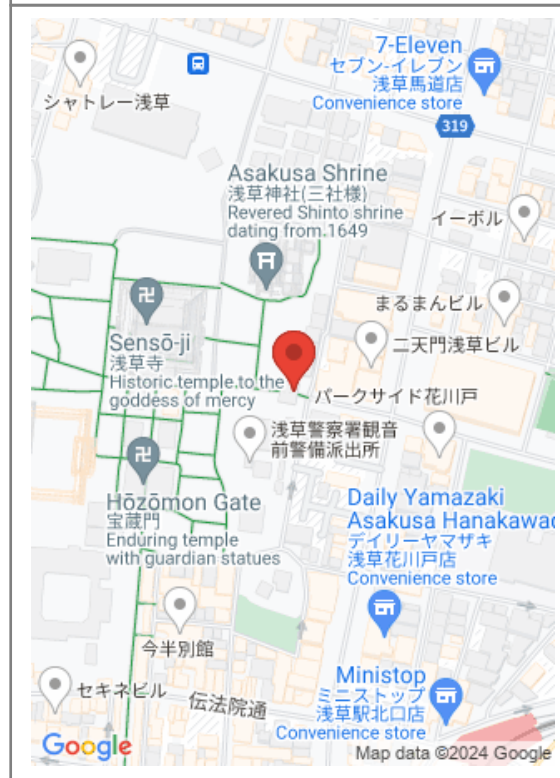 7-Eleven
セブン-イレブン
浅草馬道店
Convenience store
シャトレー浅草
319
Asakusa Shrine
浅草神社(三社様)
Revered Shinto shrine
dating from 1649
イーボル
まるまんビル
Sensō-ji
浅草寺
Historic temple to the
goddess of mercy
二天門浅草ビル
パークサイド花川戸
浅草警察署観音
前警備派出所
Hōzōmon Gate
宝蔵門
Enduring temple
with guardian statues
Daily Yamazaki
Asakusa Hanakawad
デイリーヤマザキ
浅草花川戸店
Convenience store
今半別館
セキネビル
伝法院通
Ministop
ミニストップ
浅草駅北口店
Convenience store
Google
Map data ©2024 Google